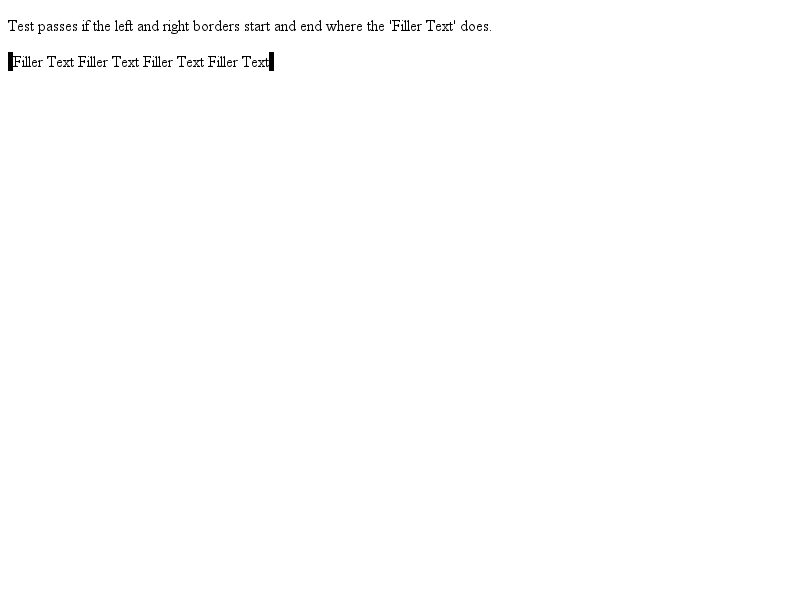 Test passes if the left and right borders start and end where the 'Filler Text' does.
Filler Text Filler Text Filler Text Filler Text